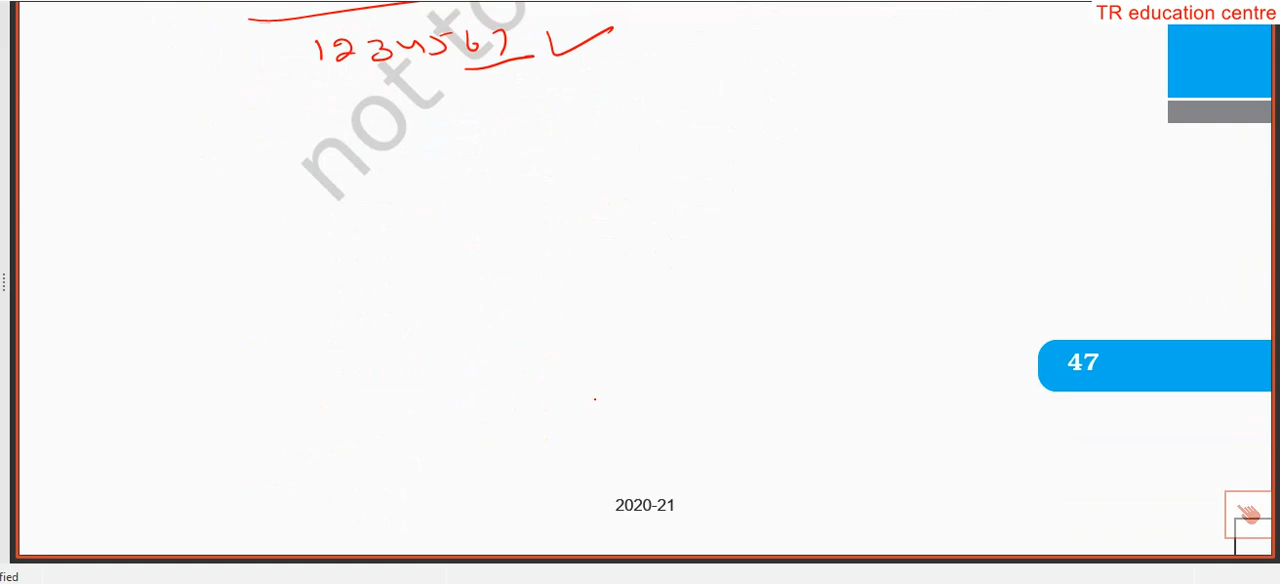 TR education centre
1234567
not to
47
2020-21
fied